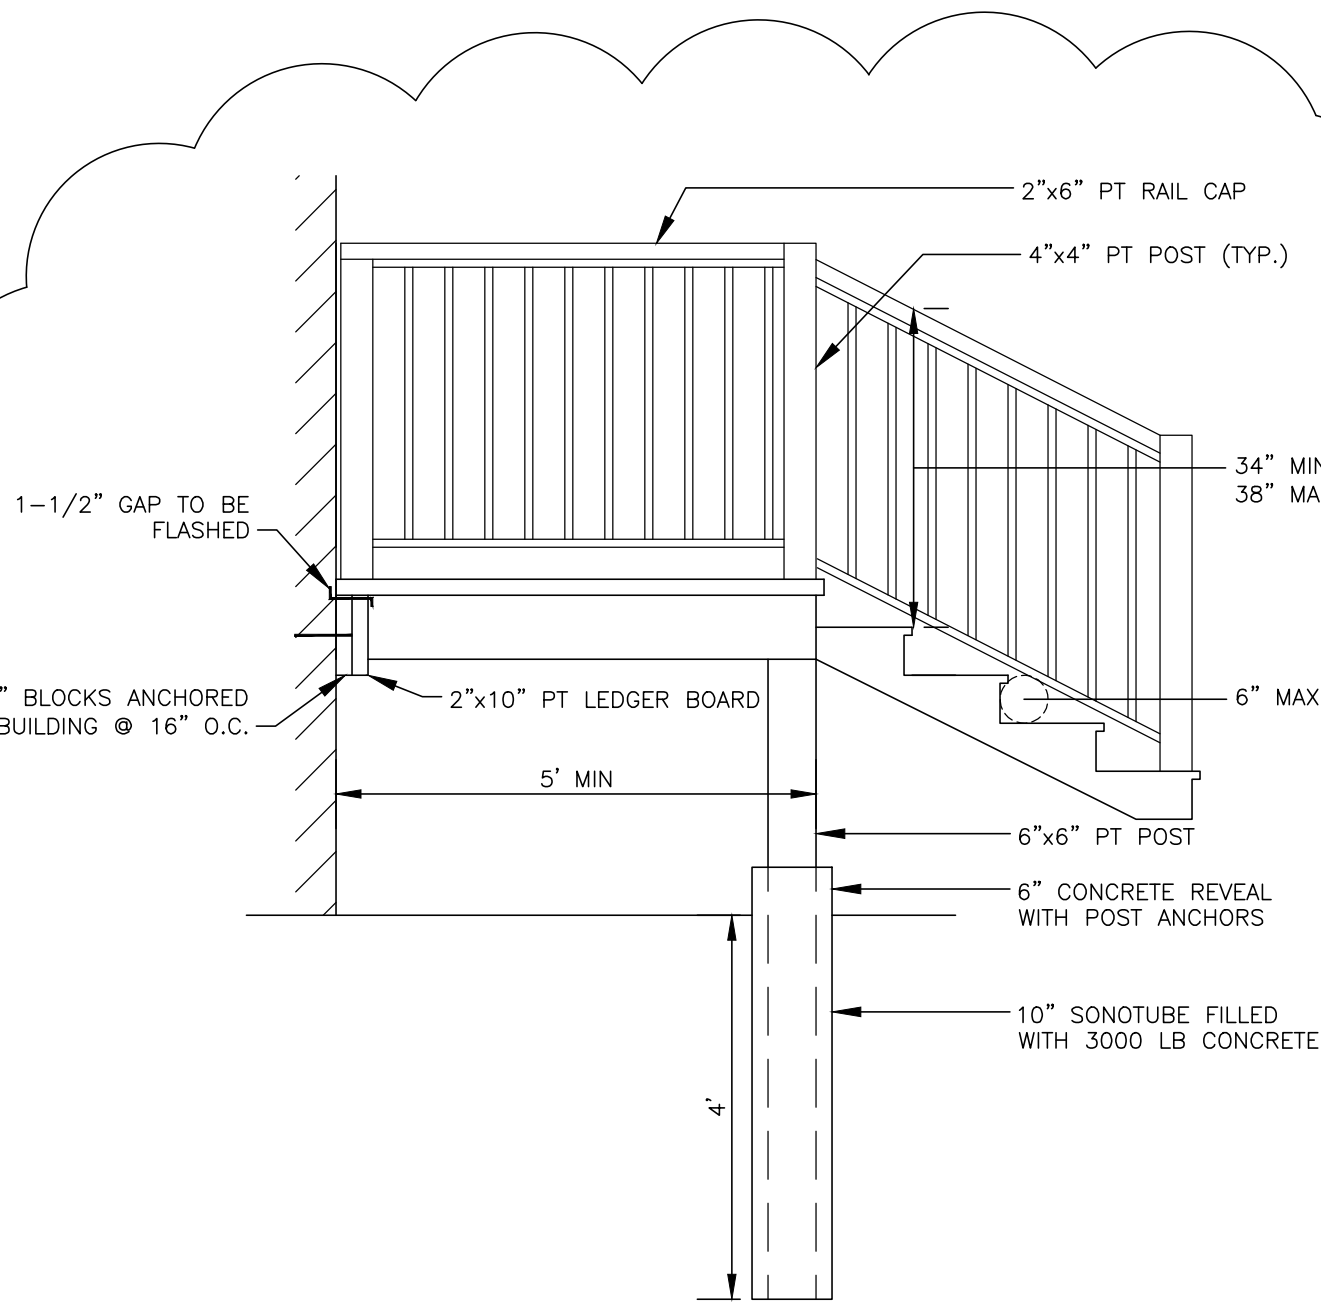 2”x6” PT RAIL CAP
4”x4” PT POST (TYP.)
34” MIN
38” MA
1-1/2” GAP TO BE
FLASHED
” BLOCKS ANCHORED
BUILDING @ 16” O.C.
2”x10” PT LEDGER BOARD
6” MAX
5’ MIN
6”x6” PT POST
6” CONCRETE REVEAL
WITH POST ANCHORS
10” SONOTUBE FILLED
WITH 3000 LB CONCRETE
4’